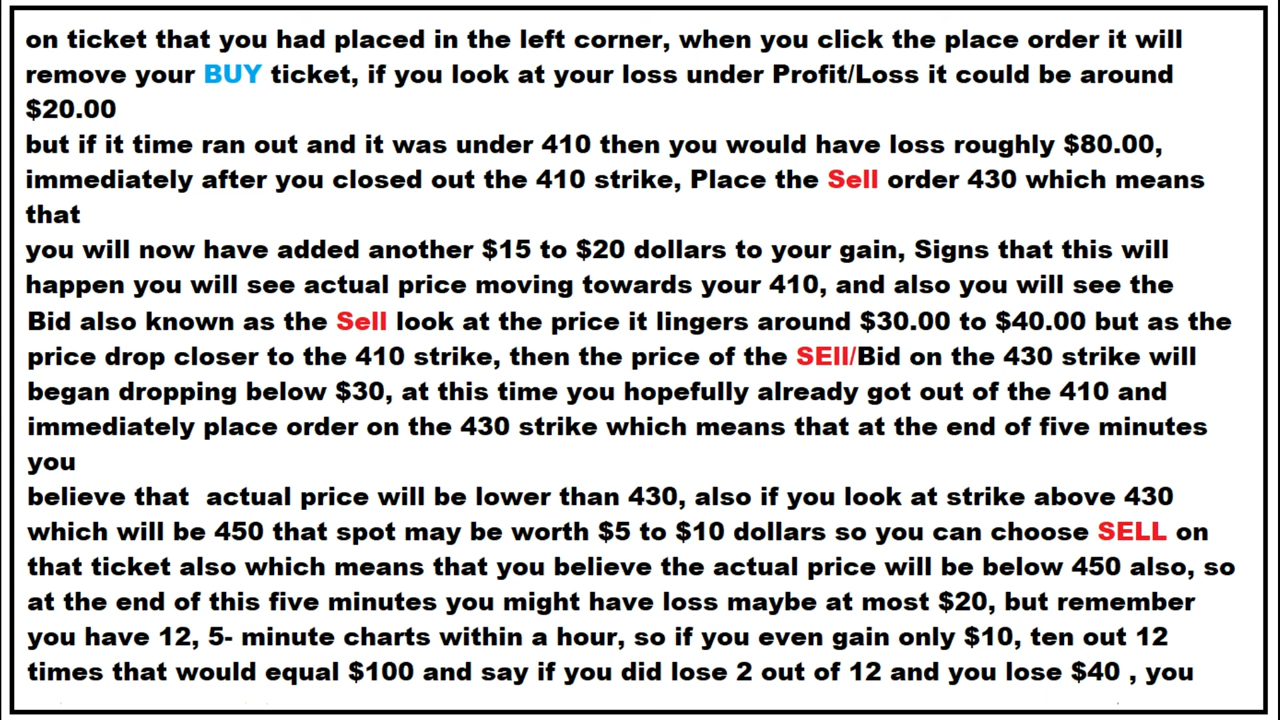 on ticket that you had placed in the left corner, when you click the place order it will
remove your BUY ticket, if you look at your loss under Profit/Loss it could be around
$20.00
but if it time ran out and it was under 410 then you would have loss roughly $80.00,
immediately after you closed out the 410 strike, Place the Sell order 430 which means
that
you will now have added another $15 to $20 dollars to your gain, Signs that this will
happen you will see actual price moving towards your 410, and also you will see the
Bid also known as the Sell look at the price it lingers around $30.00 to $40.00 but as the
price drop closer to the 410 strike, then the price of the SEll/Bid on the 430 strike will
began dropping below $30, at this time you hopefully already got out of the 410 and
immediately place order on the 430 strike which means that at the end of five minutes
you
believe that  actual price will be lower than 430, also if you look at strike above 430
which will be 450 that spot may be worth $5 to $10 dollars so you can choose SELL on
that ticket also which means that you believe the actual price will be below 450 also, so
at the end of this five minutes you might have loss maybe at most $20, but remember
you have 12, 5- minute charts within a hour, so if you even gain only $10, ten out 12
times that would equal $100 and say if you did lose 2 out of 12 and you lose $40 , you